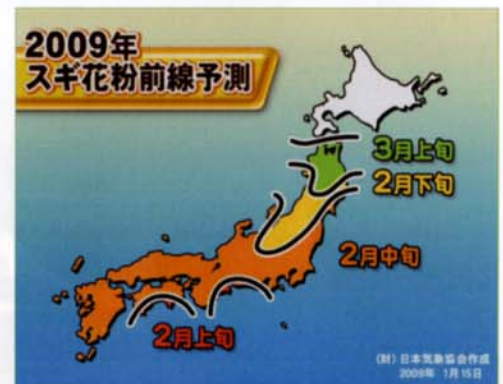 2009年
スギ花粉前線予測
3月上旬
2月下旬
2月中旬
2月上旬
(財)日本気象協会作成
2009年 1月15日